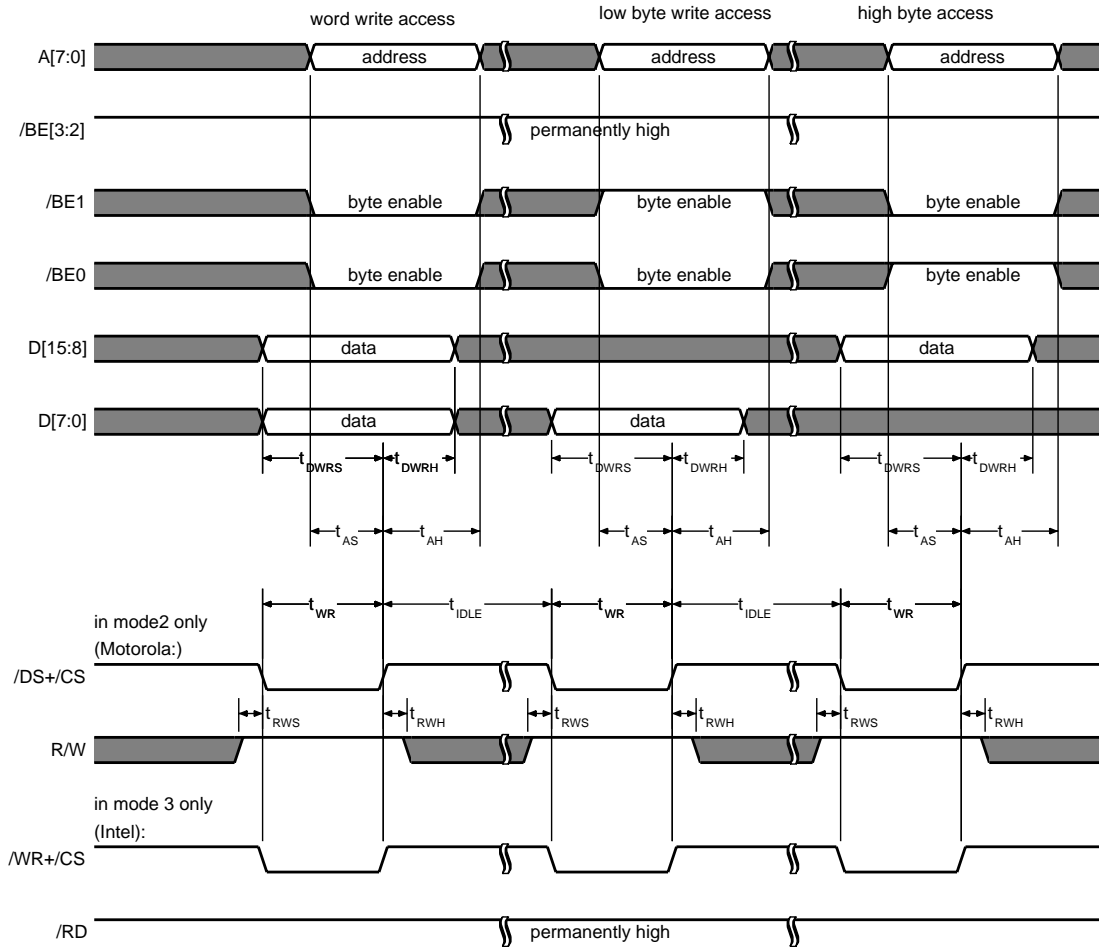 word write access low byte write access high byte access
A[7:0] address address address
/BE[3:2] permanently high
/BE1 byte enable byte enable byte enable
/BE0 byte enable byte enable byte enable
D[15:8] data data
D[7:0] data data
tDWRS tDWRH tDWRS tDWRH tDWRS tDWRH
tAS tAH tAS tAH tAS tAH
tWR tIDLE tWR tIDLE tWR
in mode2 only
(Motorola:)
/DS+/CS
tRWS tRWH tRWS tRWH tRWS tRWH
R/W
in mode 3 only
(Intel):
/WR+/CS
/RD permanently high